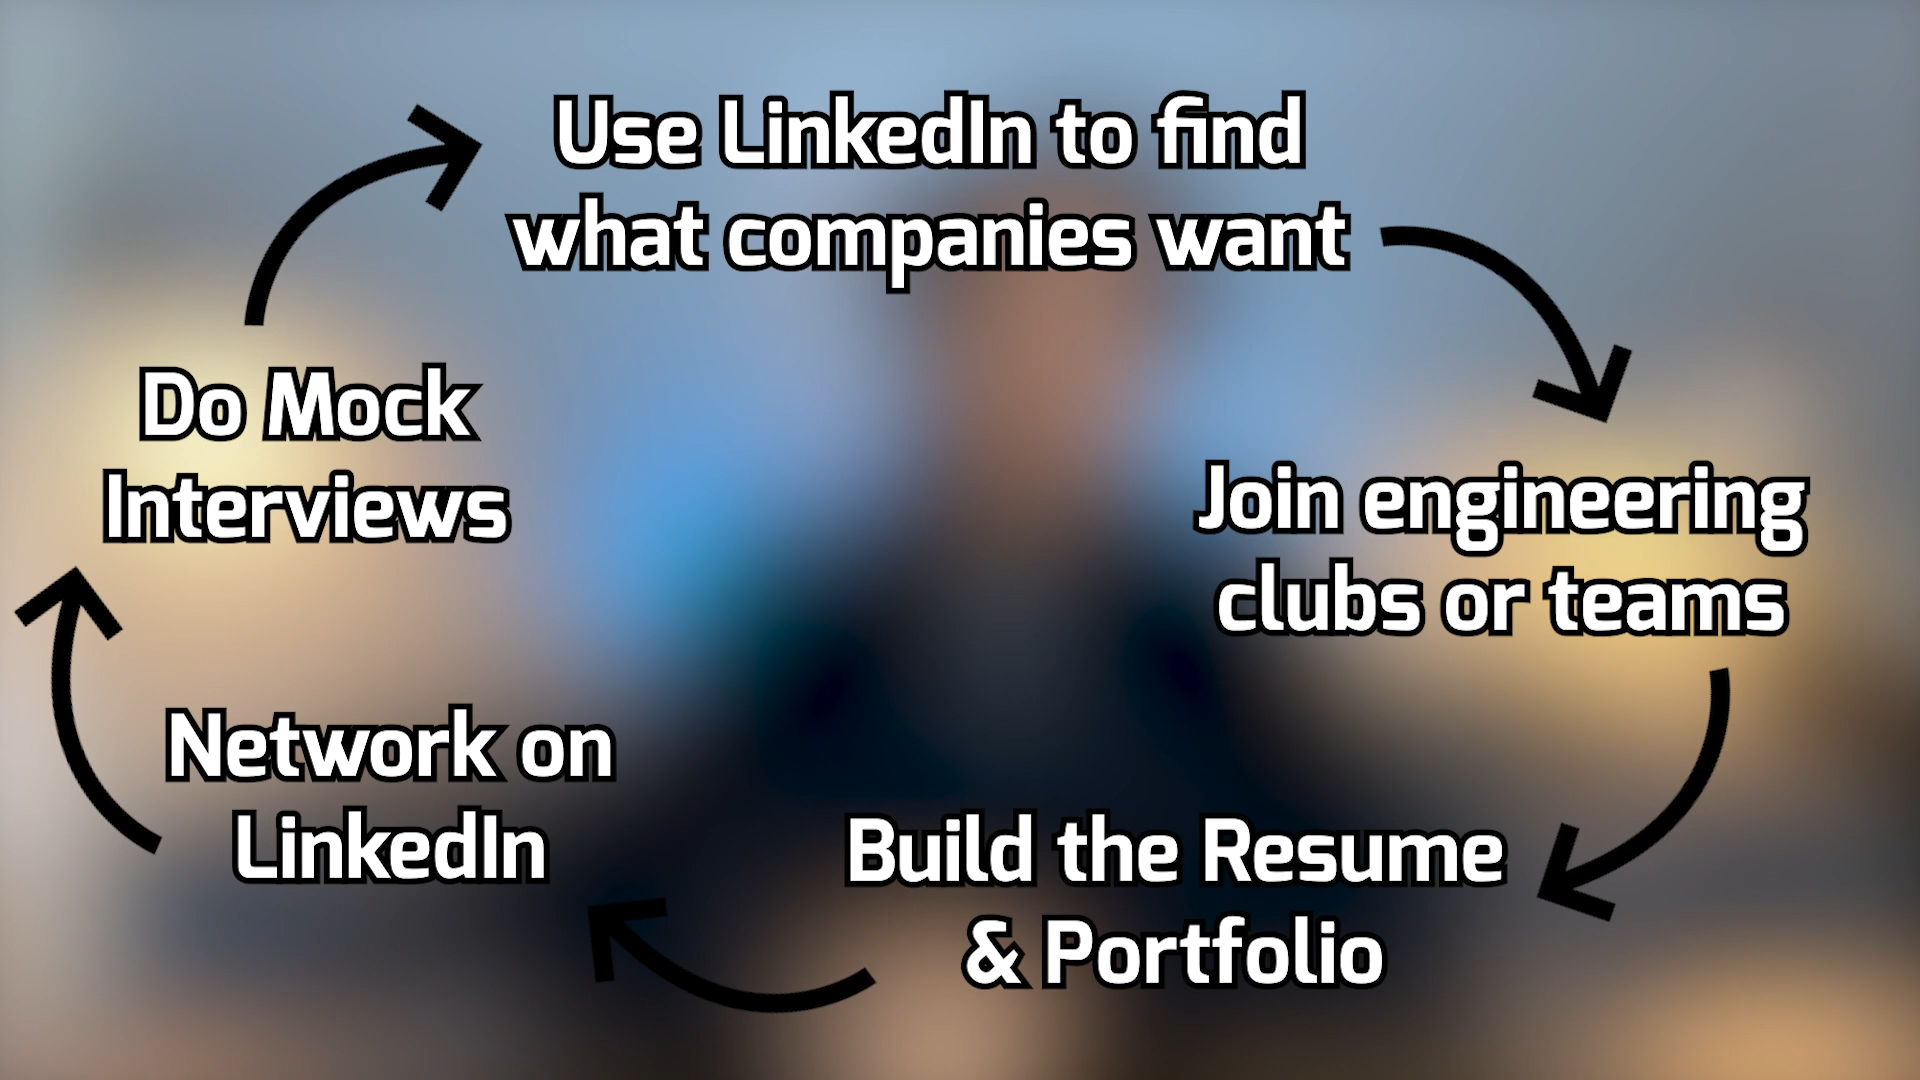 Use LinkedIn to find
what companies want
Join engineering
clubs or teams
Build the Resume
& Portfolio
Network on
LinkedIn
Do Mock
Interviews